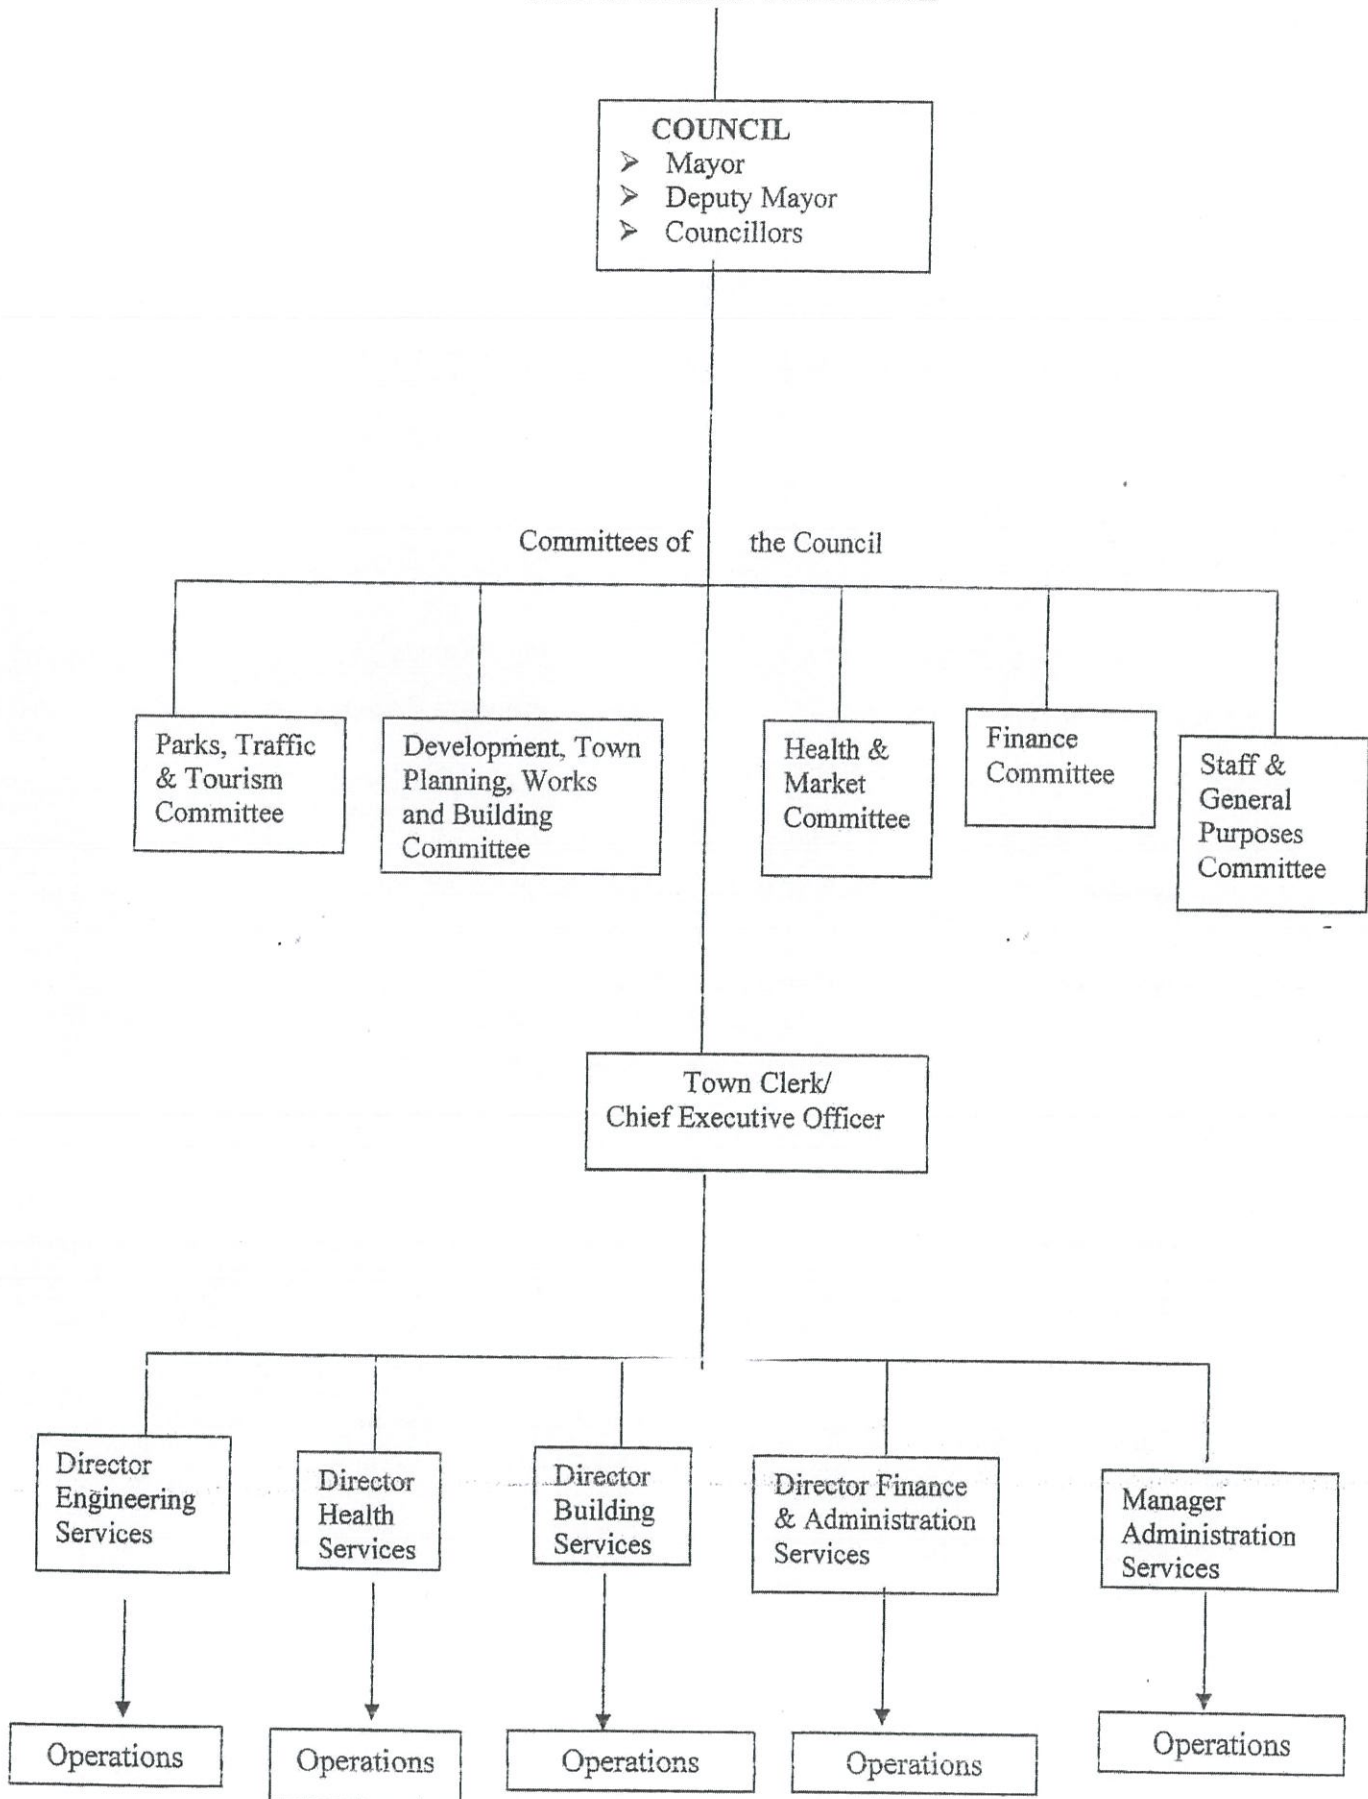 COUNCIL
➤ Mayor
➤ Deputy Mayor
➤ Councillors
Committees of the Council
Parks, Traffic
& Tourism
Committee
Development, Town
Planning, Works
and Building
Committee
Health &
Market
Committee
Finance
Committee
Staff &
General
Purposes
Committee
Town Clerk/
Chief Executive Officer
Director
Engineering
Services
Director
Health
Services
Director
Building
Services
Director Finance
& Administration
Services
Manager
Administration
Services
Operations
Operations
Operations
Operations
Operations